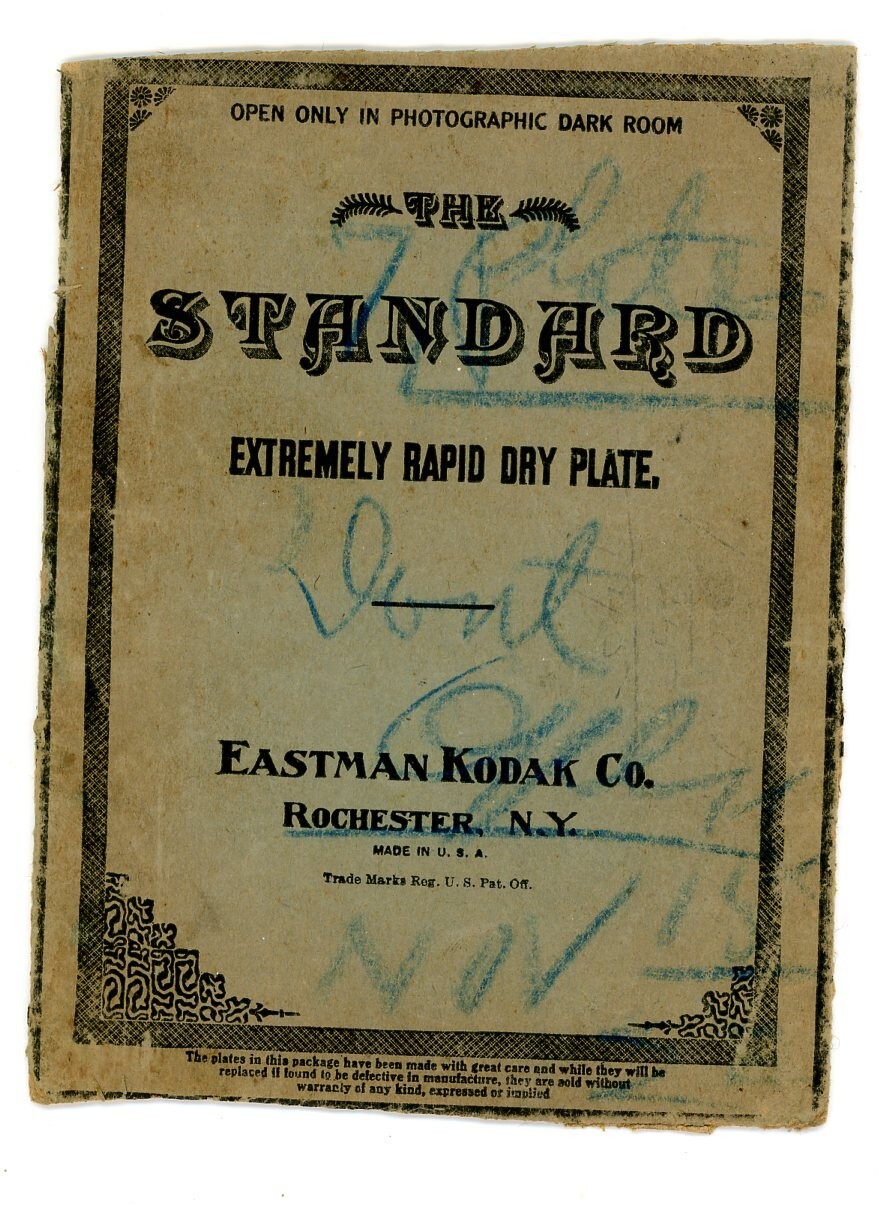 OPEN ONLY IN PHOTOGRAPHIC DARK ROOM
THE
7 Plates
STANDARD
EXTREMELY RAPID DRY PLATE.
Dont
EASTMAN KODAK CO.
ROCHESTER, N.Y.
MADE IN U. S. A.
Trade Marks Reg. U. S. Pat. Off.
NOV 15
The plates in this package have been made with great care and while they will be
replaced if found to be defective in manufacture, they are sold without
warranty of any kind, expressed or implied